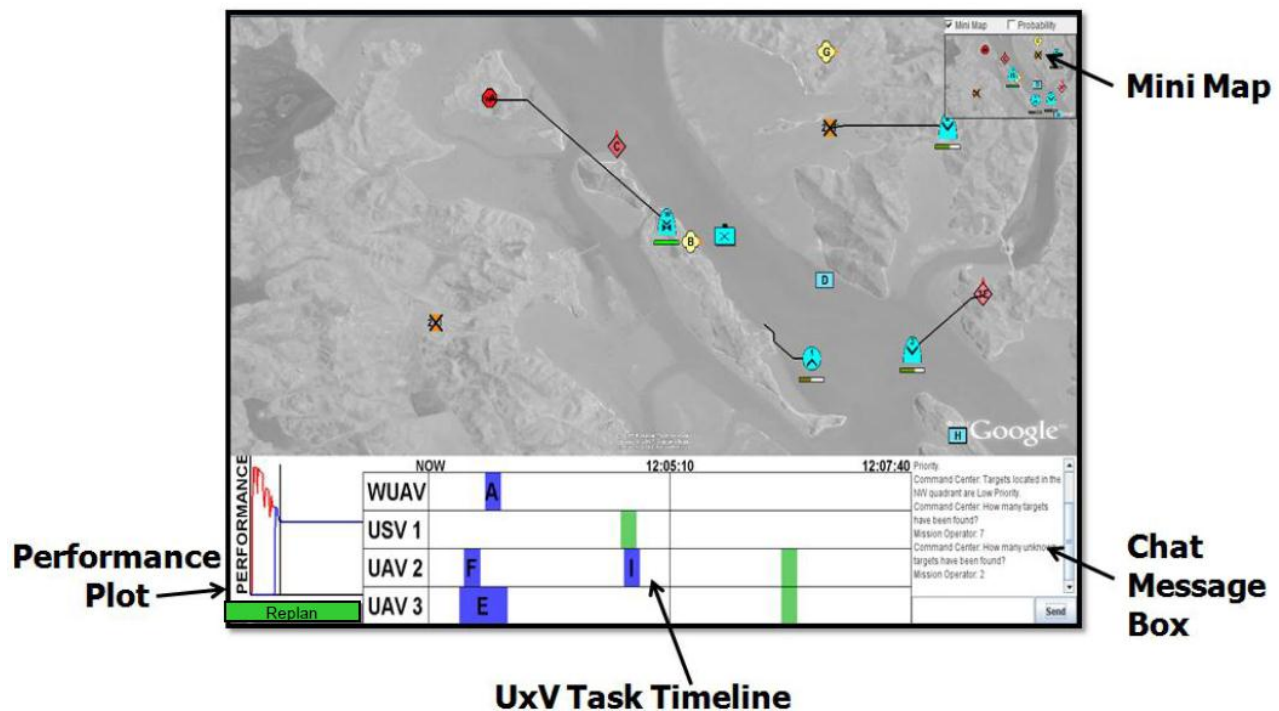 Mini Map
Probability
Mini Map
G
C
B
D
H
Google
PERFORMANCE
Replan
NOW
12:05:10
12:07:40
WUAV
A
USV 1
UAV 2
F
I
UAV 3
E
Priority.
Command Center: Targets located in the
NW quadrant are Low Priority.
Command Center: How many targets
have been found?
Mission Operator: 7
Command Center: How many unknown
targets have been found?
Mission Operator: 2
Send
Performance
Plot
Chat
Message
Box
UxV Task Timeline